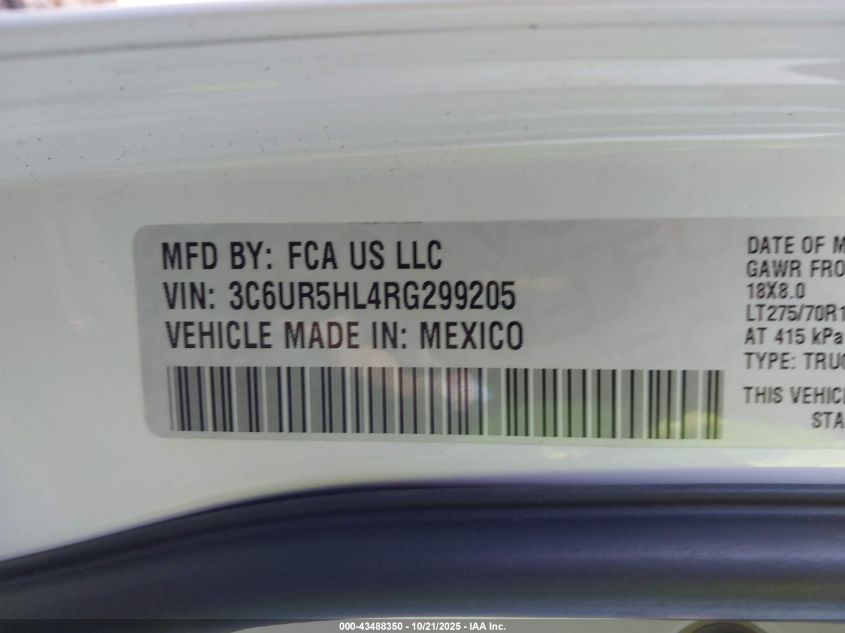 MFD BY: FCA US LLC
VIN: 3C6UR5HL4RG299205
VEHICLE MADE IN: MEXICO
DATE OF M
GAWR FRO
18X8.0
LT275/70R1
AT 415 kPa
TYPE: TRUC
THIS VEHIC
STA
000-43488350 - 10/21/2025 - IAA Inc.